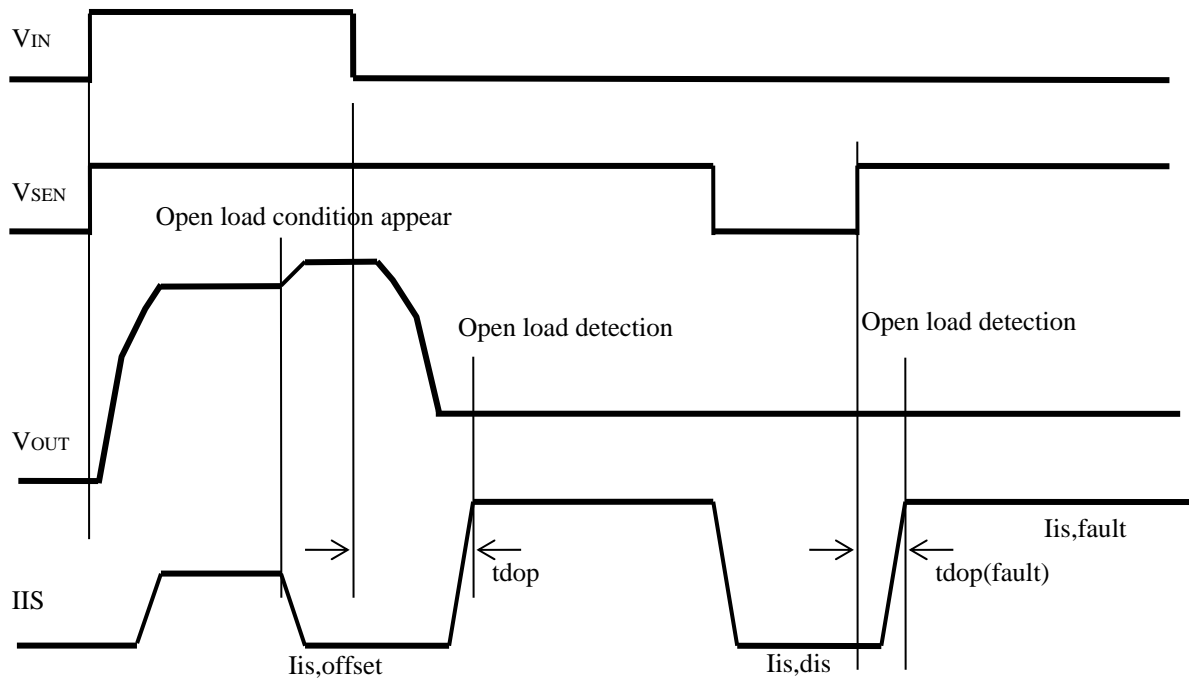 VIN
VSEN
Open load condition appear
Open load detection
Open load detection
VOUT
Iis,fault
tdop
tdop(fault)
IIS
Iis,offset
Iis,dis